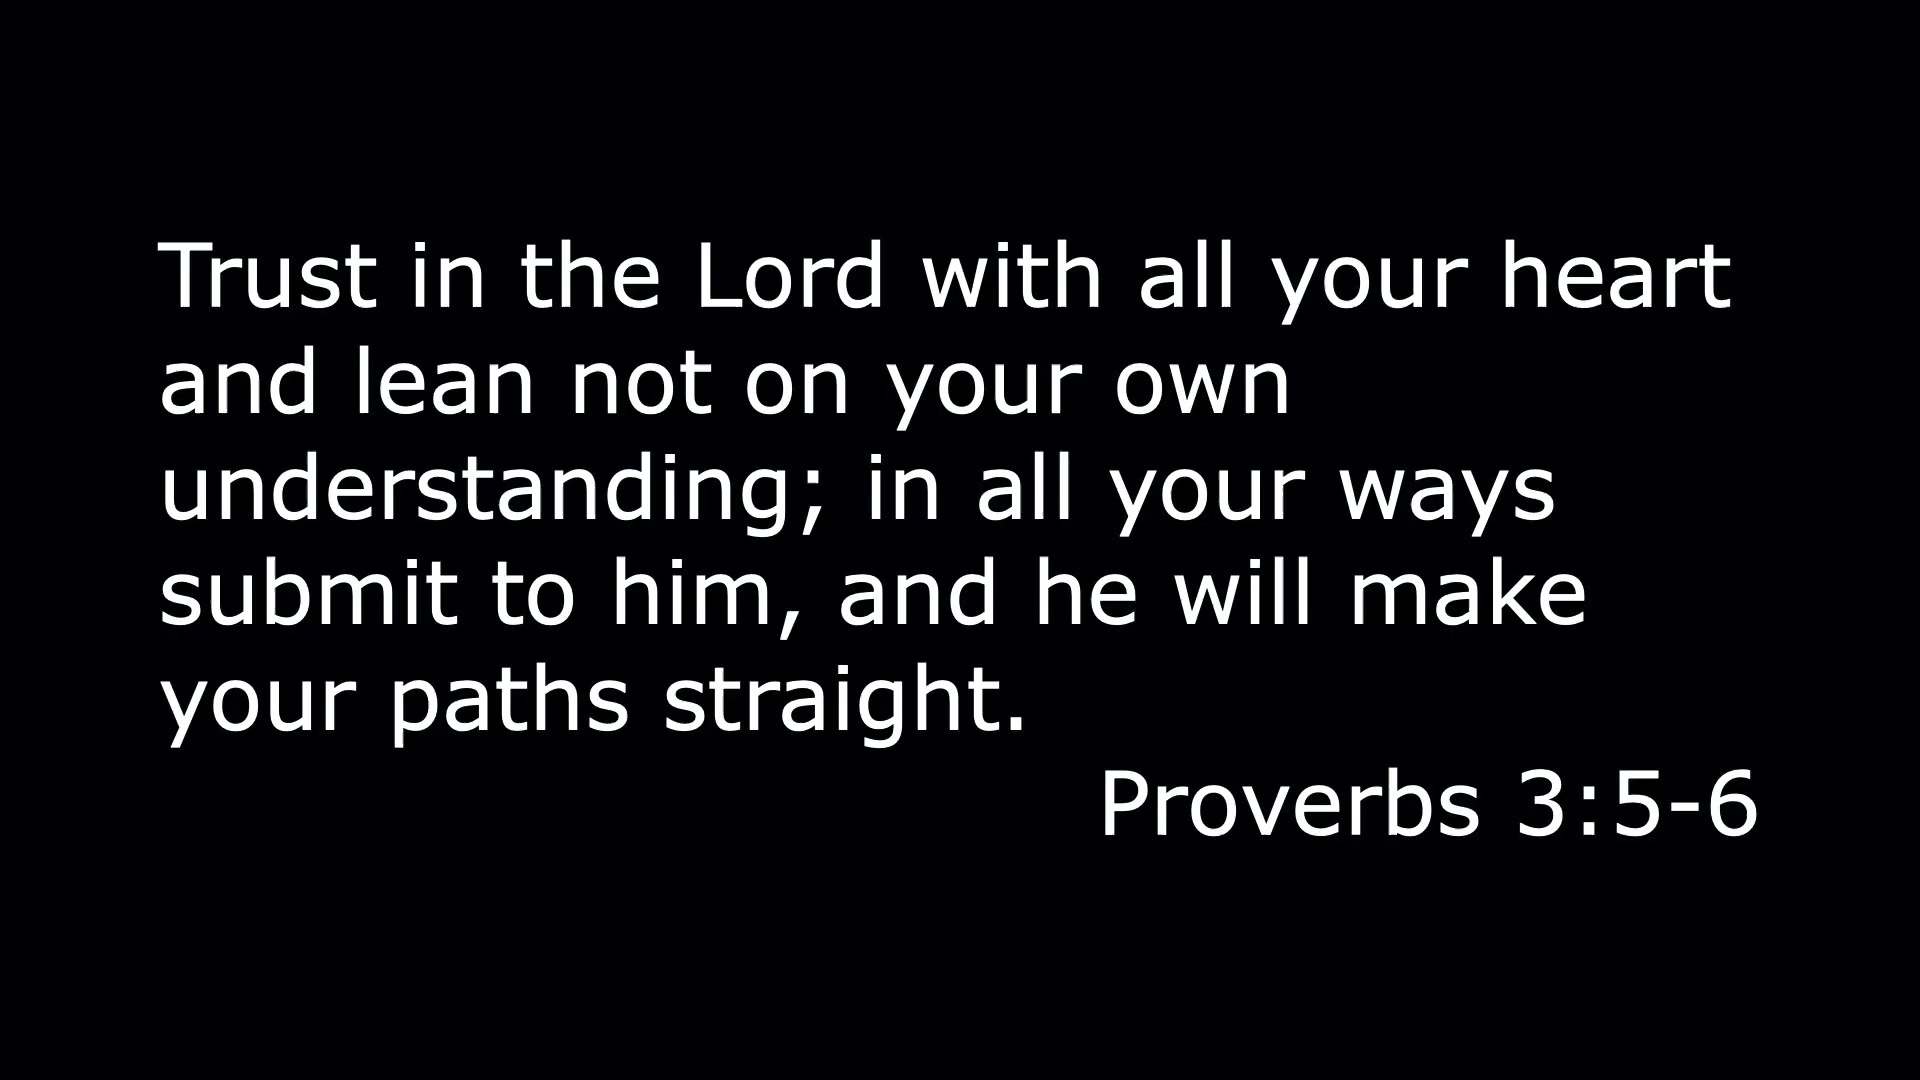 Trust in the Lord with all your heart
and lean not on your own
understanding; in all your ways
submit to him, and he will make
your paths straight.
Proverbs 3:5-6